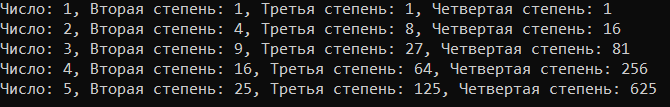 Число: 1, Вторая степень: 1, Третья степень: 1, Четвертая степень: 1
Число: 2, Вторая степень: 4, Третья степень: 8, Четвертая степень: 16
Число: 3, Вторая степень: 9, Третья степень: 27, Четвертая степень: 81
Число: 4, Вторая степень: 16, Третья степень: 64, Четвертая степень: 256
Число: 5, Вторая степень: 25, Третья степень: 125, Четвертая степень: 625